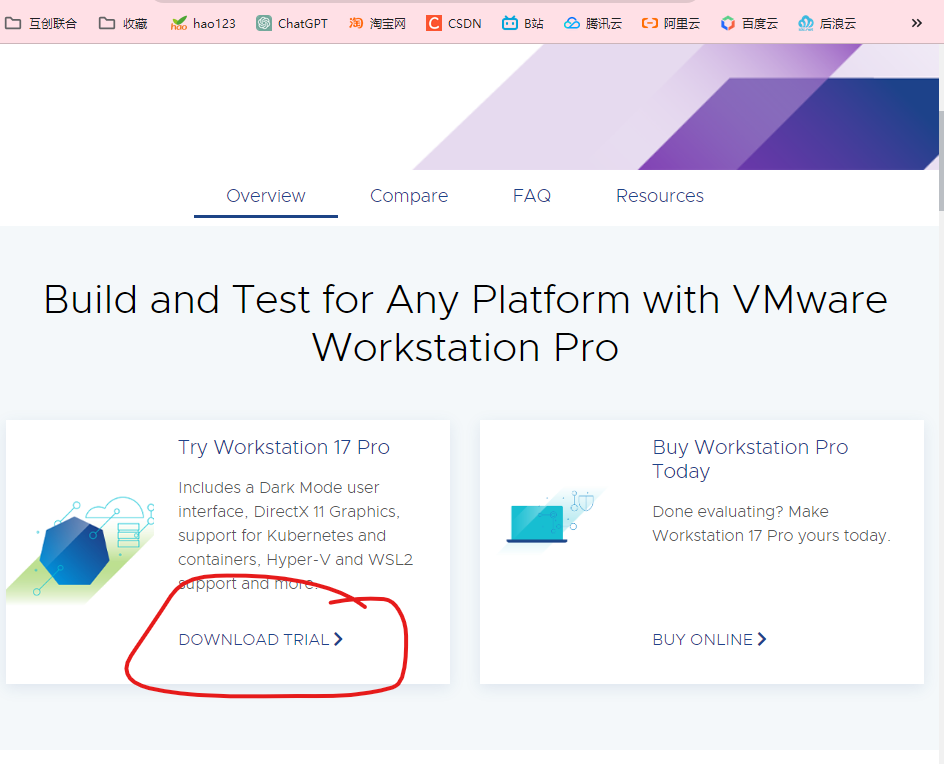 互创联合 收藏 hao123 ChatGPT 淘宝网 CSDN B站 腾讯云 阿里云 百度云 后浪云 »
Overview Compare FAQ Resources
Build and Test for Any Platform with VMware
Workstation Pro
Try Workstation 17 Pro
Includes a Dark Mode user
interface, DirectX 11 Graphics,
support for Kubernetes and
containers, Hyper-V and WSL2
support and more.
DOWNLOAD TRIAL
Buy Workstation Pro
Today
Done evaluating? Make
Workstation 17 Pro yours today.
BUY ONLINE